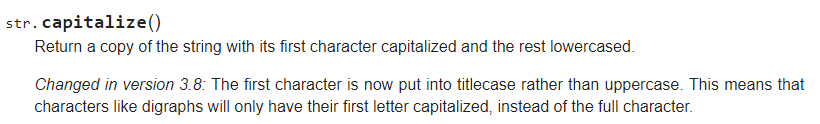 str.capitalize()
Return a copy of the string with its first character capitalized and the rest lowercased.
Changed in version 3.8: The first character is now put into titlecase rather than uppercase. This means that
characters like digraphs will only have their first letter capitalized, instead of the full character.